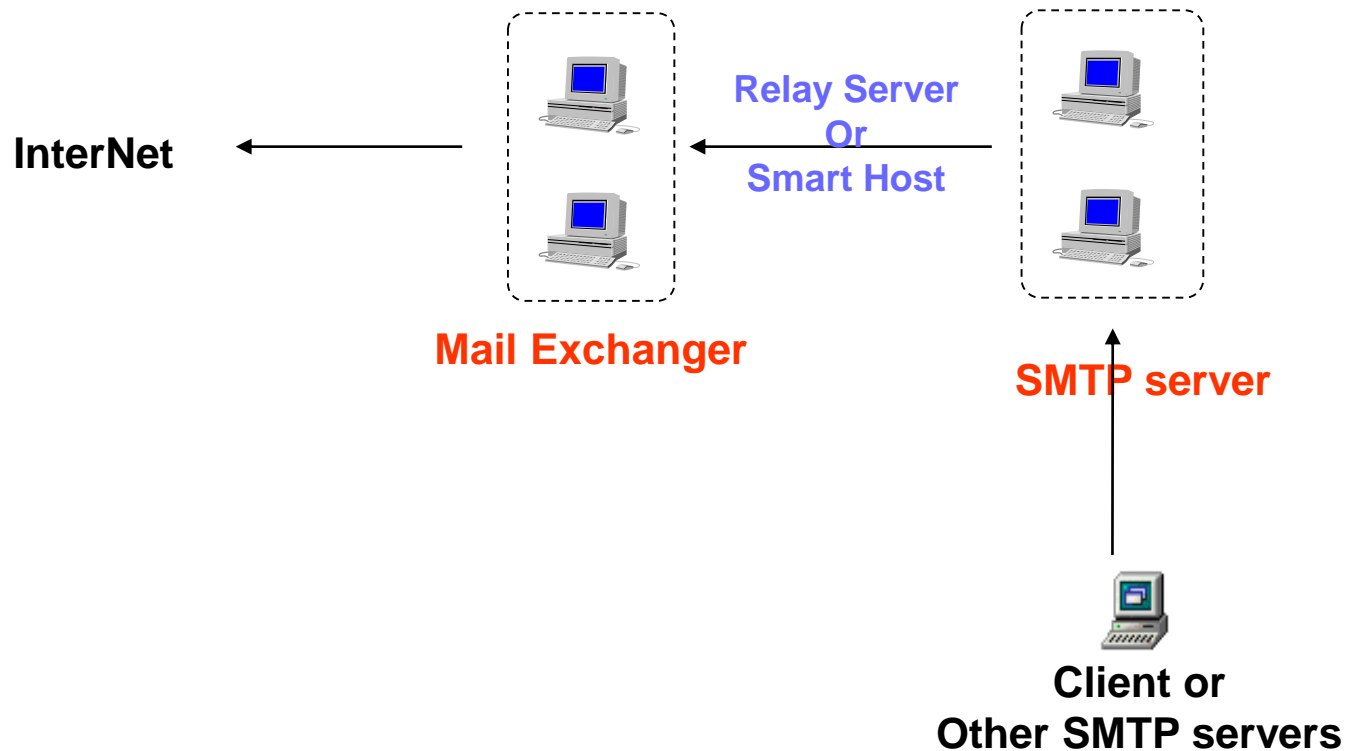 InterNet
Relay Server
Or
Smart Host
Mail Exchanger
SMTP server
Client or
Other SMTP servers